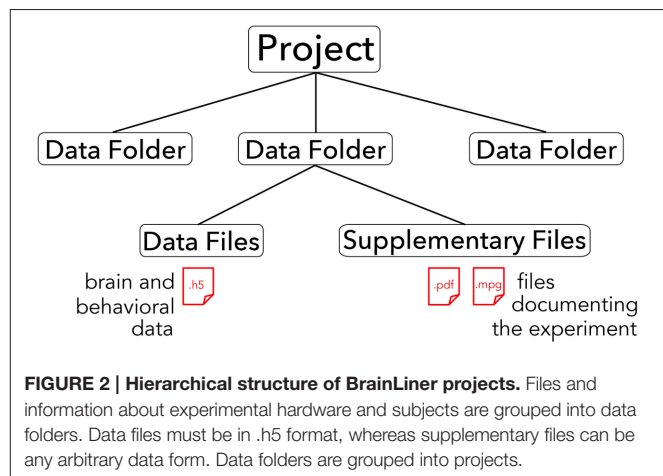 Project
Data Folder Data Folder Data Folder
Data Files Supplementary Files
brain and
behavioral
data
.h5
.pdf .mpg files
documenting
the experiment
FIGURE 2 | Hierarchical structure of BrainLiner projects. Files and
information about experimental hardware and subjects are grouped into data
folders. Data files must be in .h5 format, whereas supplementary files can be
any arbitrary data form. Data folders are grouped into projects.